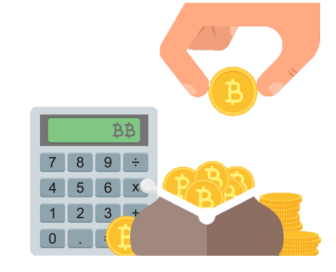 ₿₿
₿
7 8 9 ÷
4 5 6 x
1 2 3 +
0 . =
₿ ₿ ₿ ₿
₿